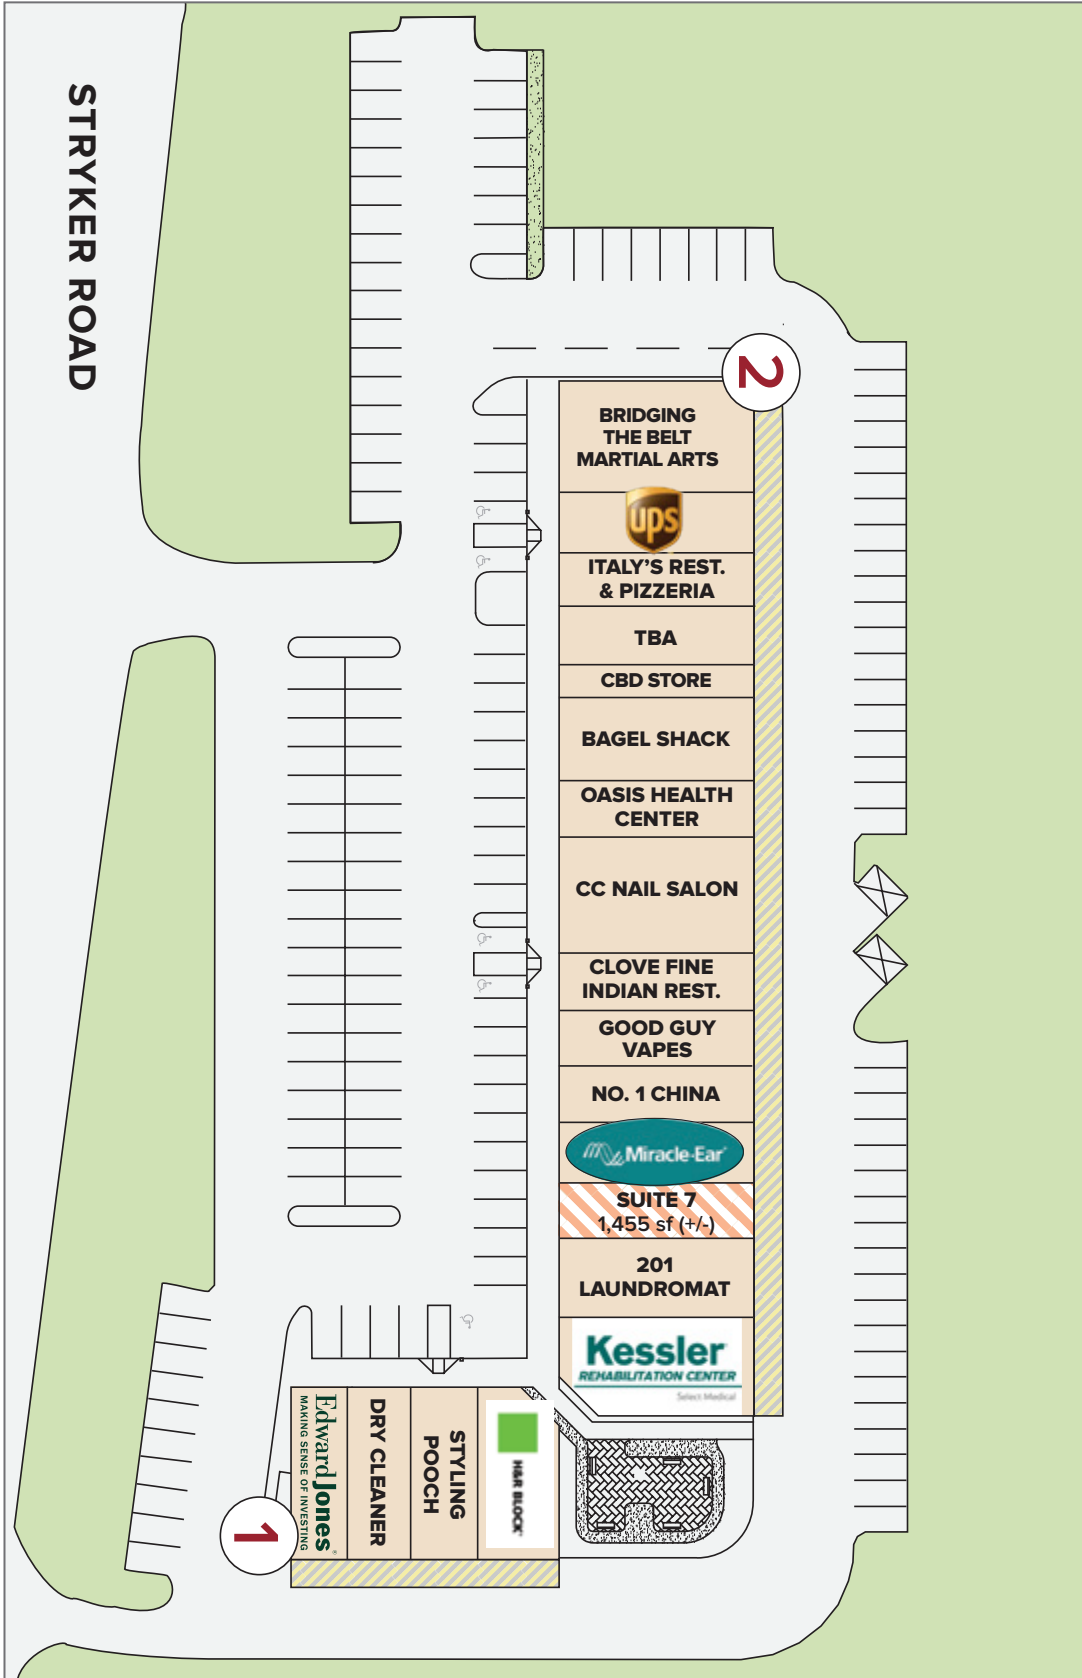 STRYKER ROAD
2
BRIDGING
THE BELT
MARTIAL ARTS
ups
ITALY’S REST.
& PIZZERIA
TBA
CBD STORE
BAGEL SHACK
OASIS HEALTH
CENTER
CC NAIL SALON
CLOVE FINE
INDIAN REST.
GOOD GUY
VAPES
NO. 1 CHINA
Miracle-Ear®
SUITE 7
1,455 sf (+/-)
201
LAUNDROMAT
Kessler
REHABILITATION CENTER
Select Medical
H&R BLOCK®
STYLING
POOCH
DRY CLEANER
Edward Jones®
MAKING SENSE OF INVESTING
1